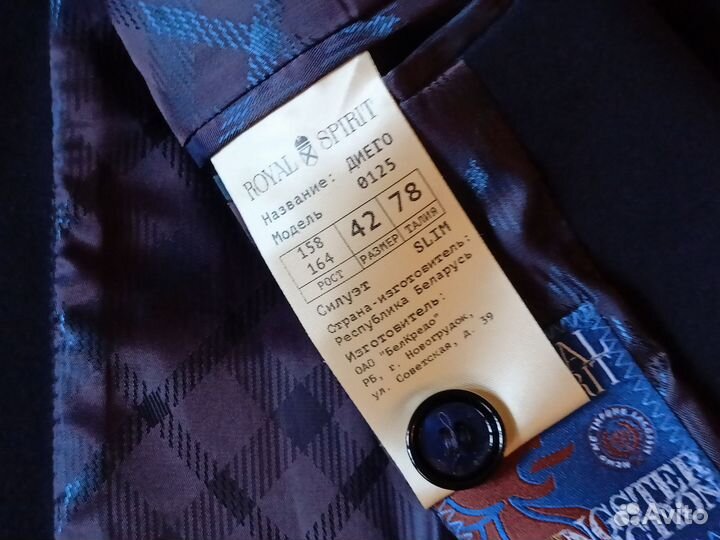 ROYAL SPIRIT
Название: ДИЕГО
Модель 0125
158
164 42 78
РОСТ РАЗМЕР ТАЛИЯ
Силуэт SLIM
Страна-изготовитель:
Республика Беларусь
Изготовитель:
ОАО "БелКредо"
РБ, г. Новогрудок,
ул. Советская, д. 39
Avito